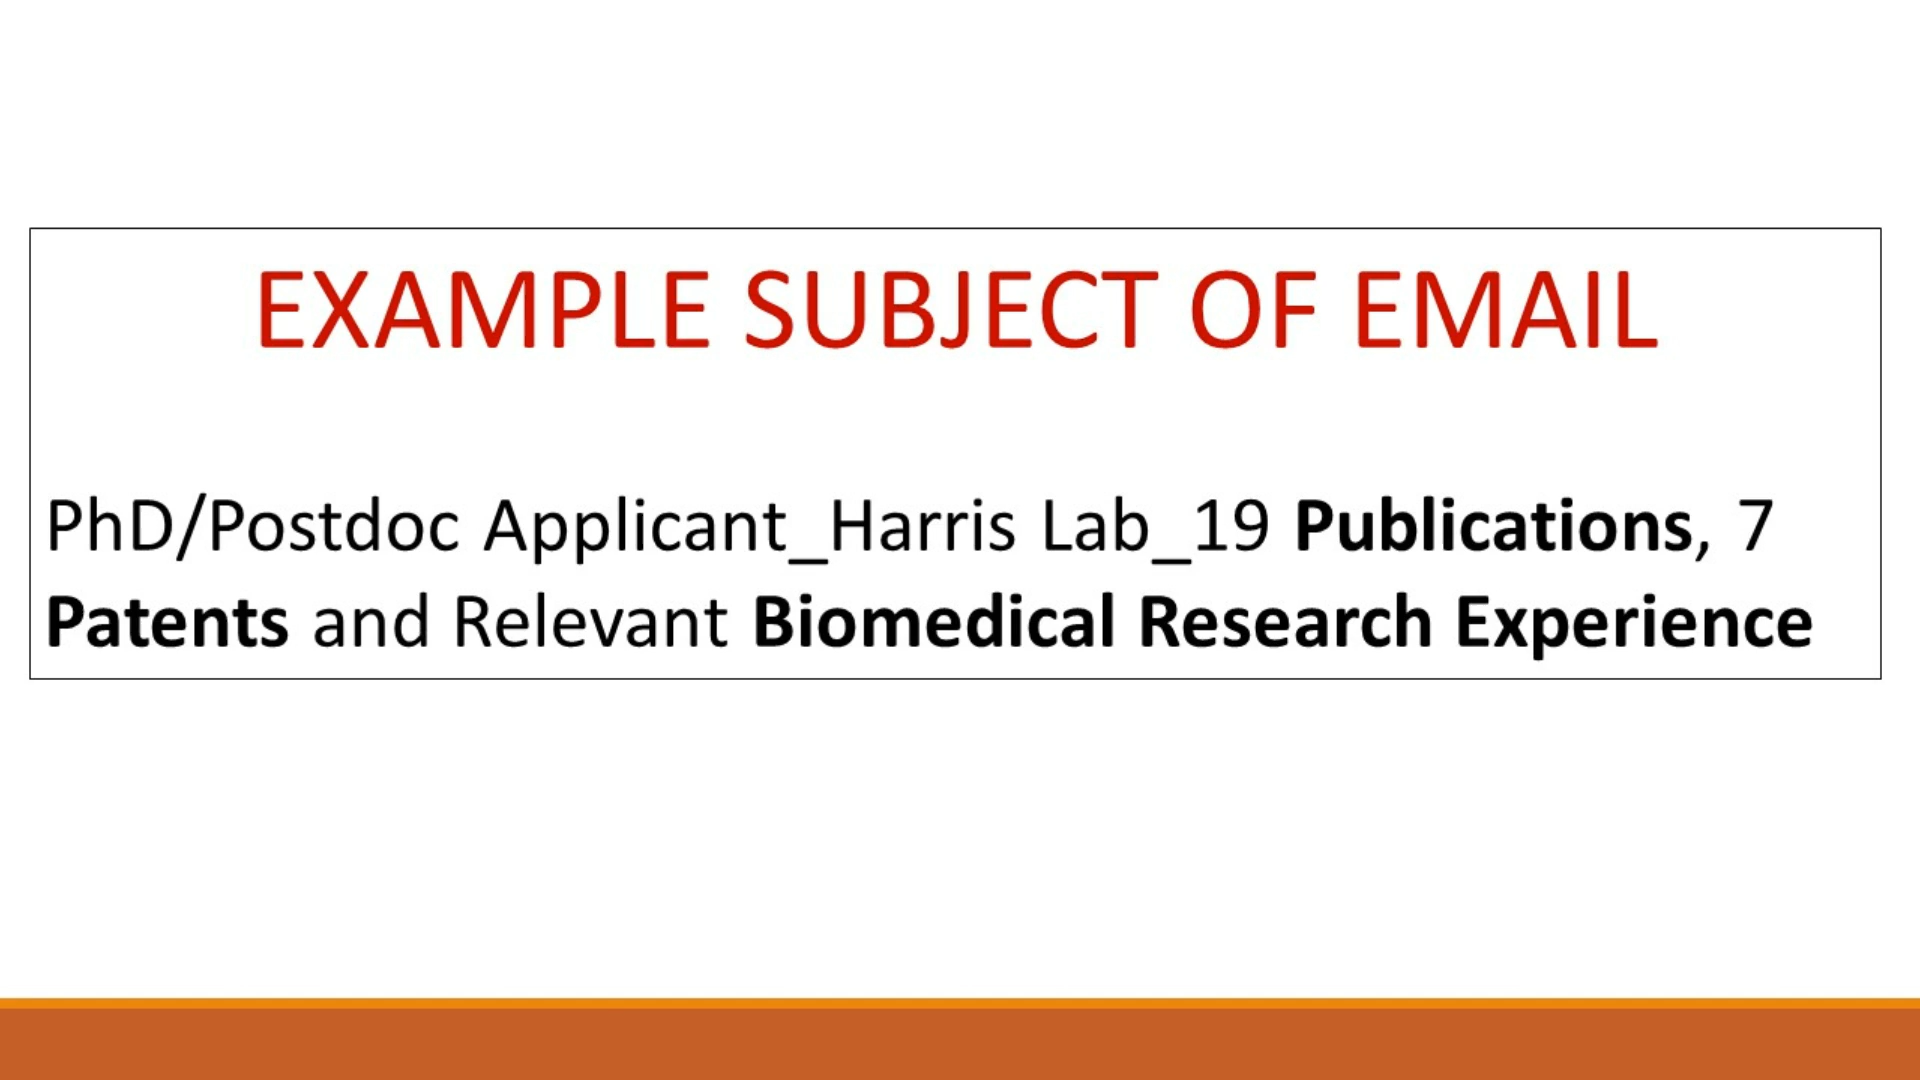 EXAMPLE SUBJECT OF EMAIL
PhD/Postdoc Applicant_Harris Lab_19 Publications, 7
Patents and Relevant Biomedical Research Experience